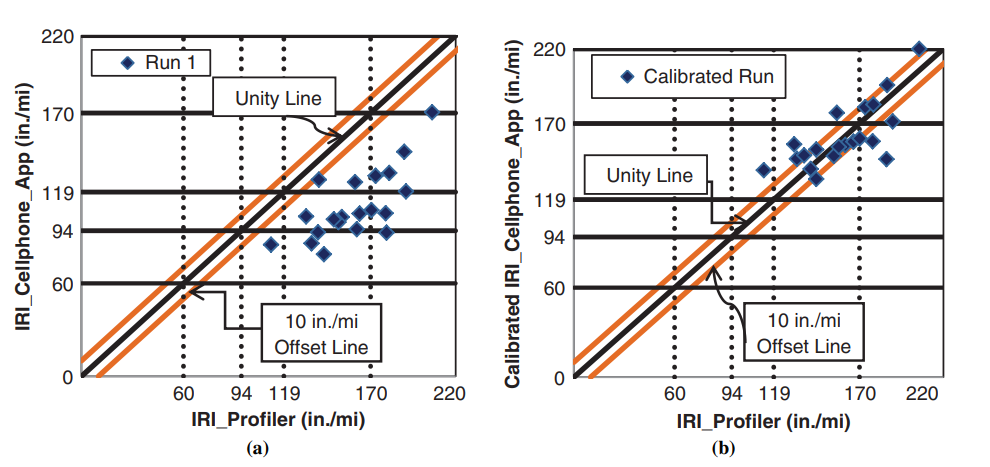 220
170
119
94
60
0
IRI_Cellphone_App (in./mi)
Run 1
Unity Line
10 in./mi
Offset Line
60 94 119 170 220
IRI_Profiler (in./mi)
(a)
220
170
119
94
60
0
Calibrated IRI_Cellphone_App (in./mi)
Calibrated Run
Unity Line
10 in./mi
Offset Line
60 94 119 170 220
IRI_Profiler (in./mi)
(b)